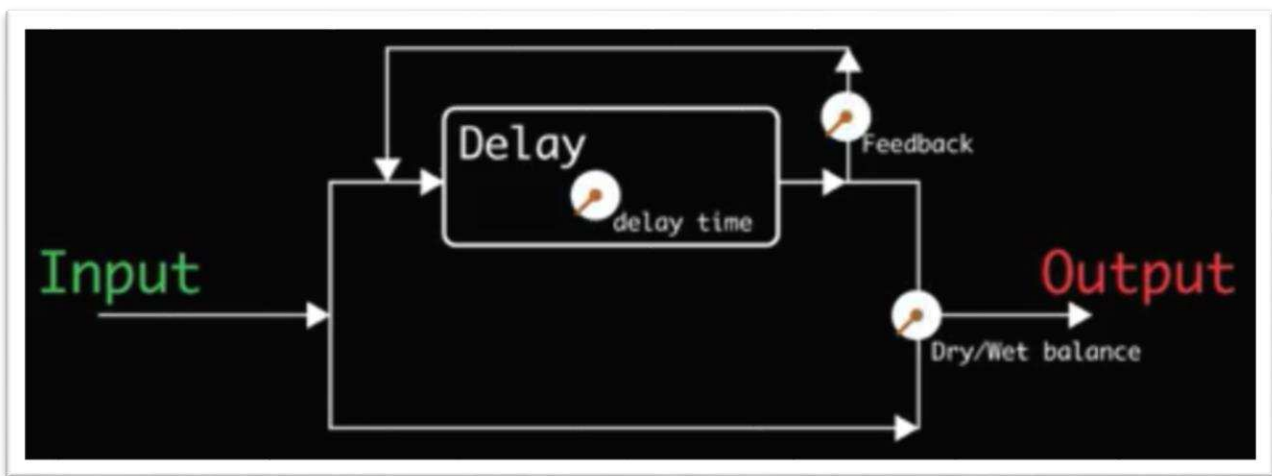 Delay
Feedback
delay time
Input
Output
Dry/Wet balance